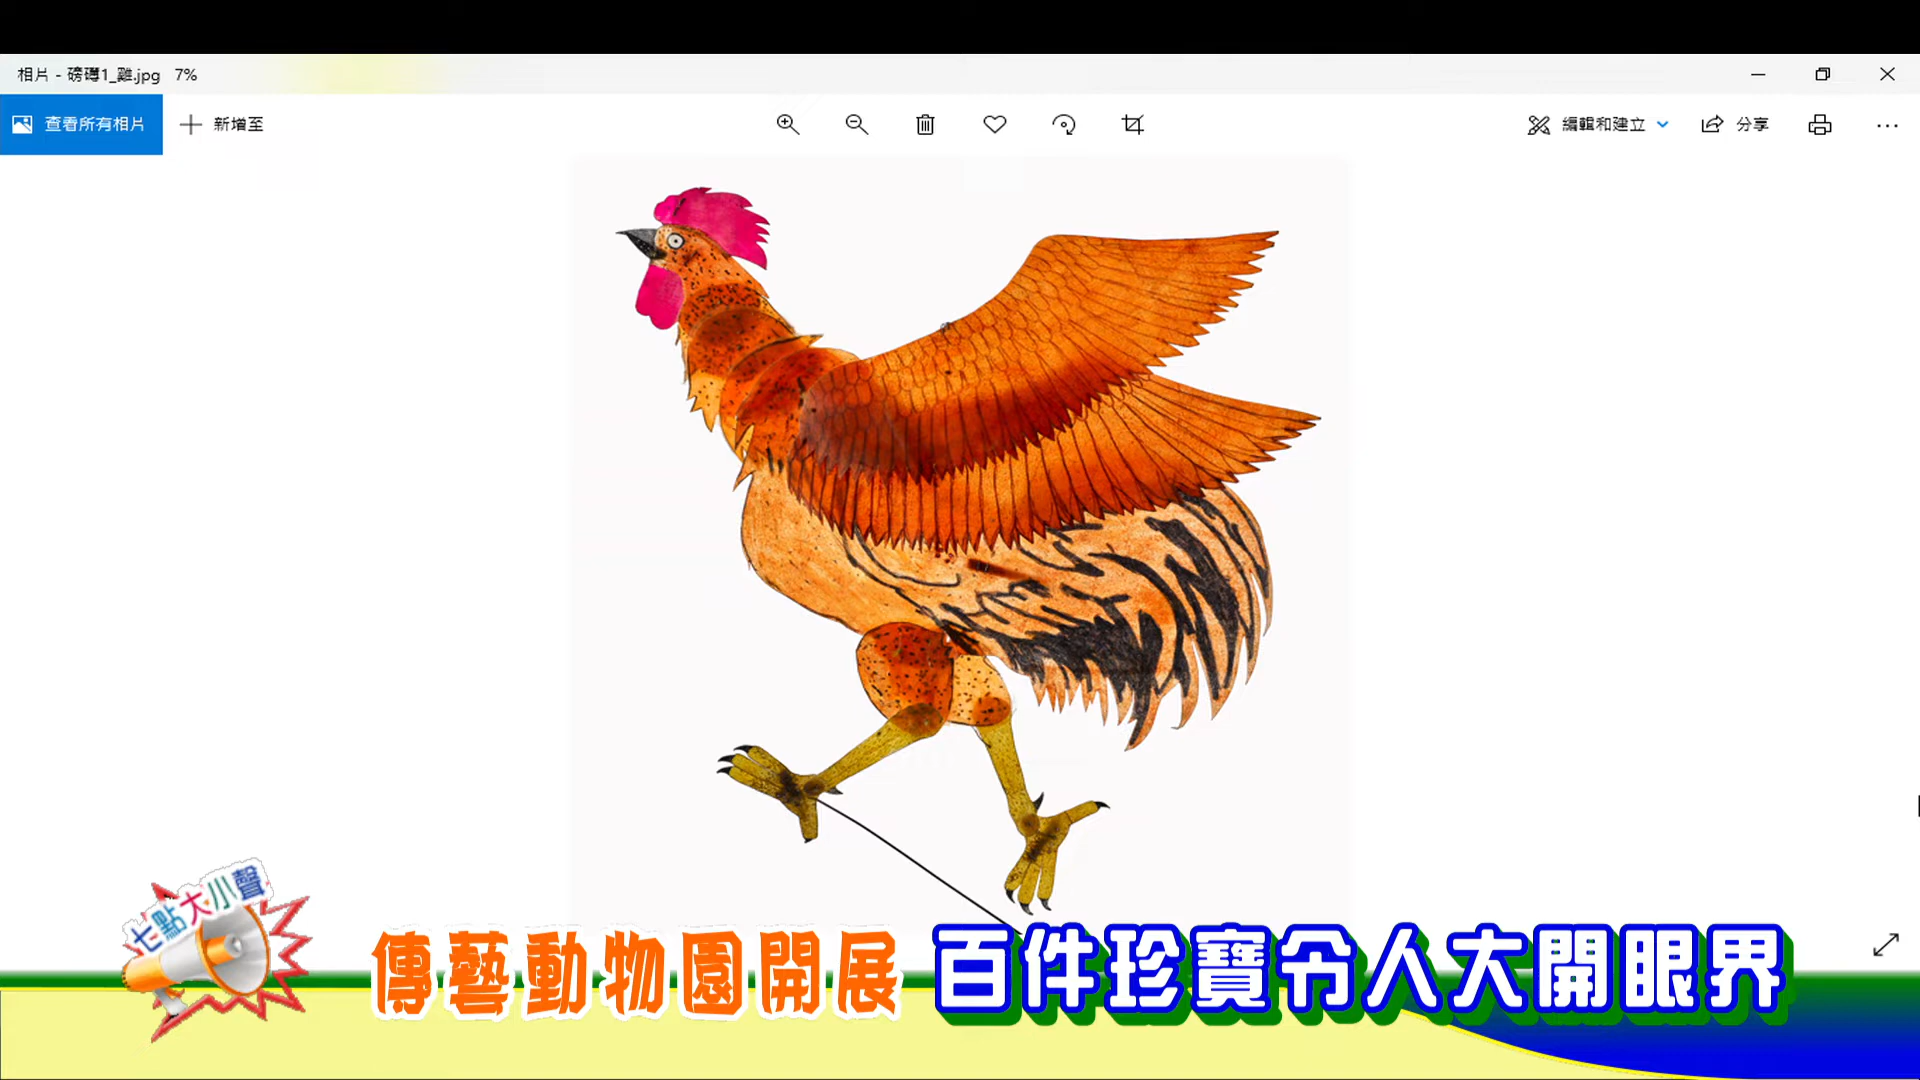 相片 - 磅礡1_雞.jpg 7%
查看所有相片
新增至
編輯和建立
分享
七點大小聲
傳藝動物園開展 百件珍寶令人大開眼界